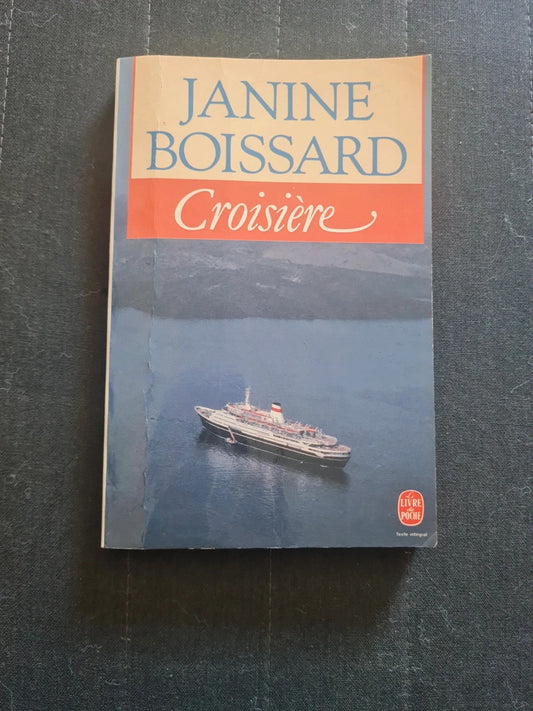 JANINE
BOISSARD
Croisière
Le
LIVRE
de
POCHE
Texte intégral